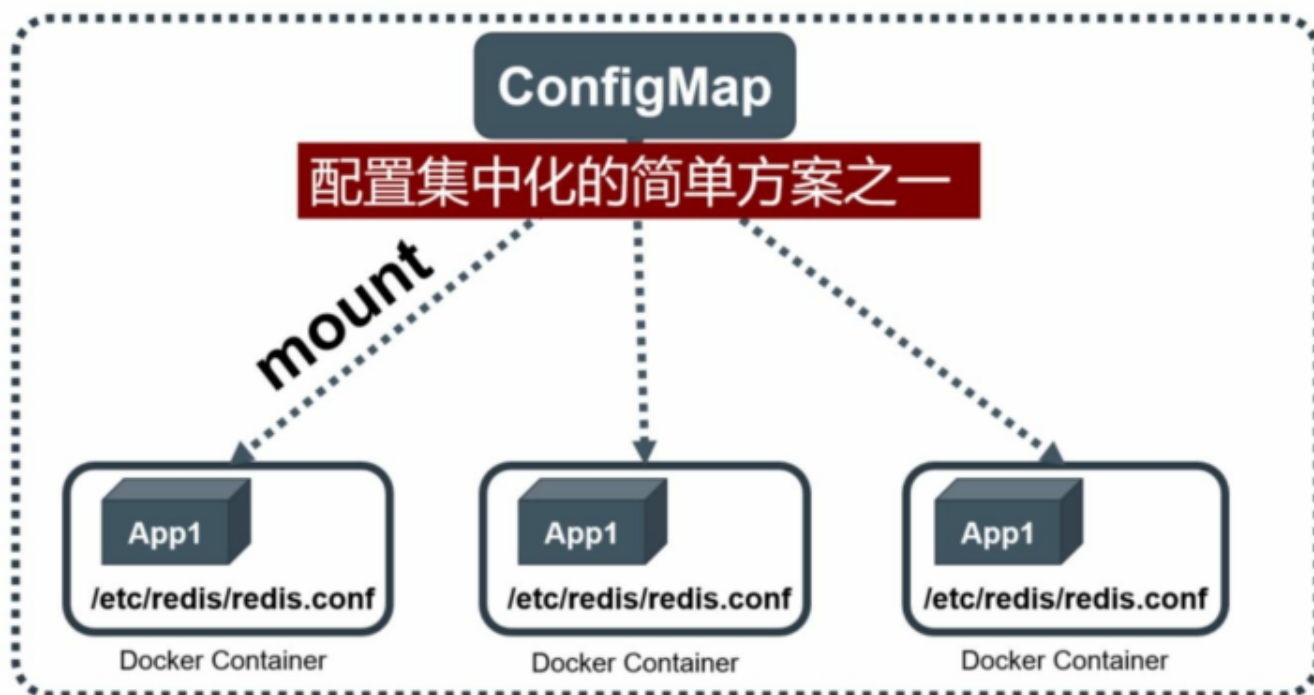 ConfigMap
配置集中化的简单方案之一
mount
App1
App1
App1
/etc/redis/redis.conf
/etc/redis/redis.conf
/etc/redis/redis.conf
Docker Container
Docker Container
Docker Container